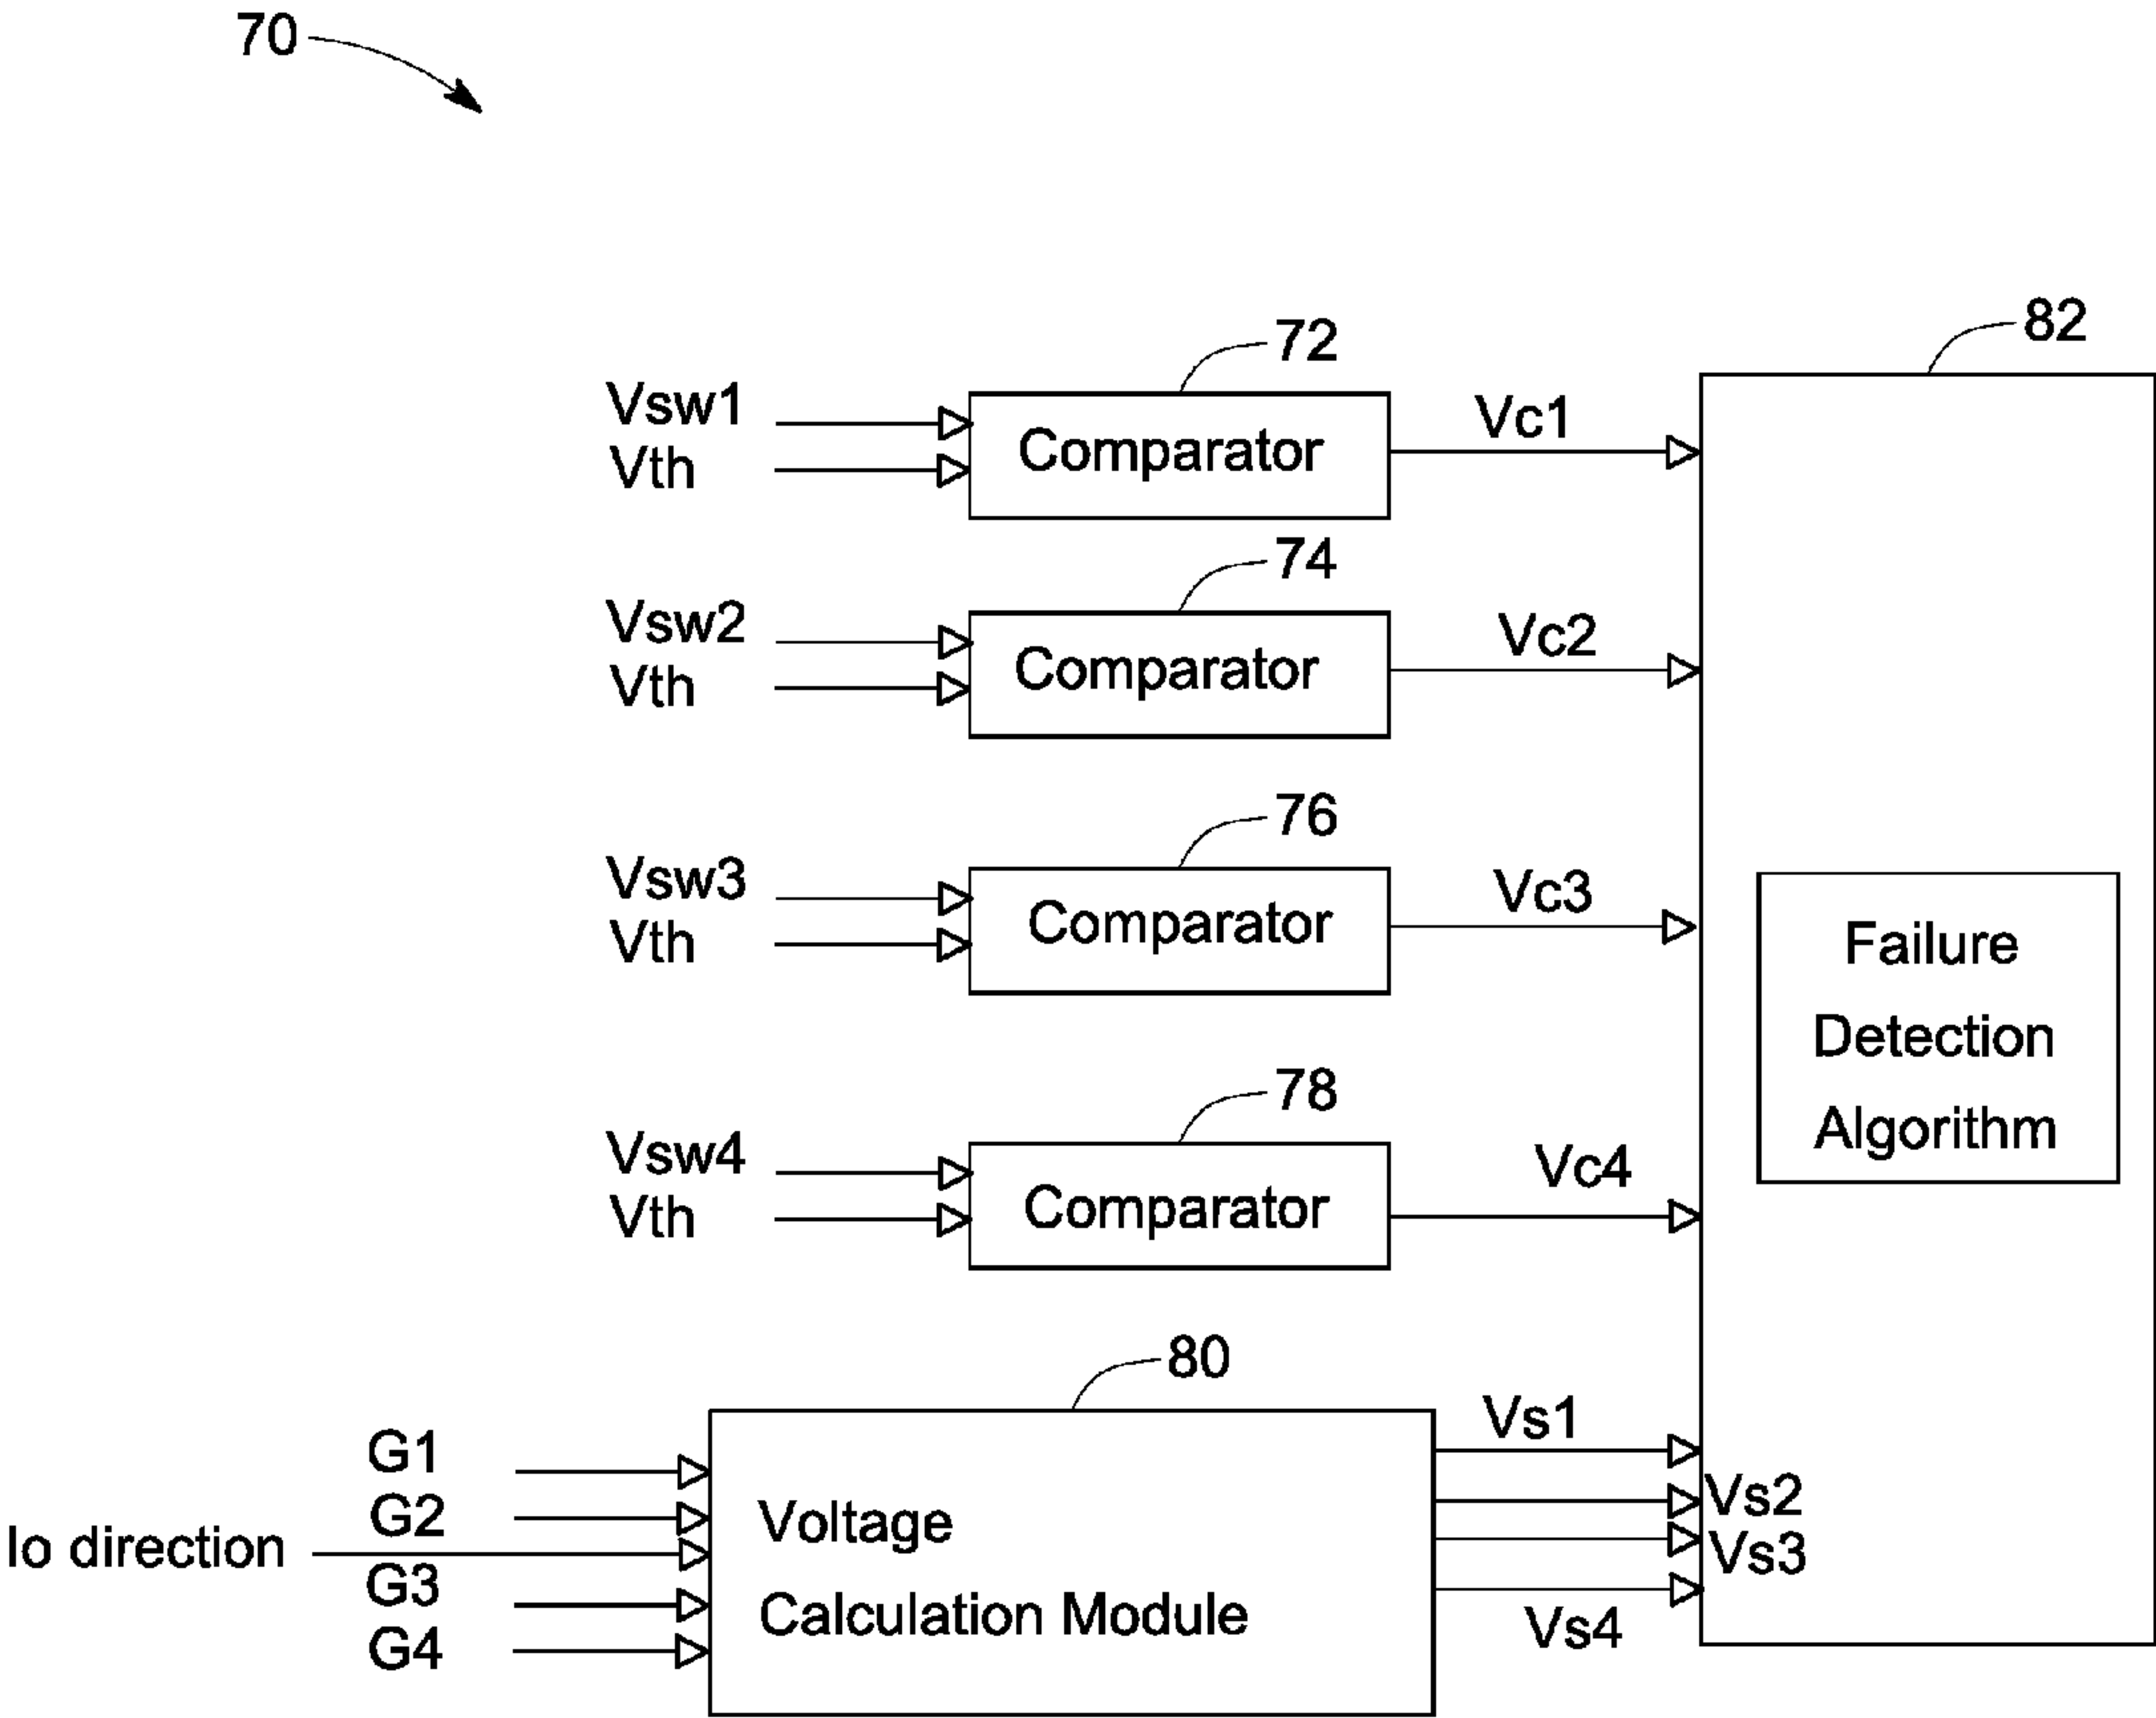 70
82
72
Vsw1
Vth
Comparator
Vc1
74
Vsw2
Vth
Comparator
Vc2
76
Vsw3
Vth
Comparator
Vc3
Failure
Detection
Algorithm
78
Vsw4
Vth
Comparator
Vc4
80
G1
G2
Io direction
G3
G4
Voltage
Calculation Module
Vs1
Vs2
Vs3
Vs4